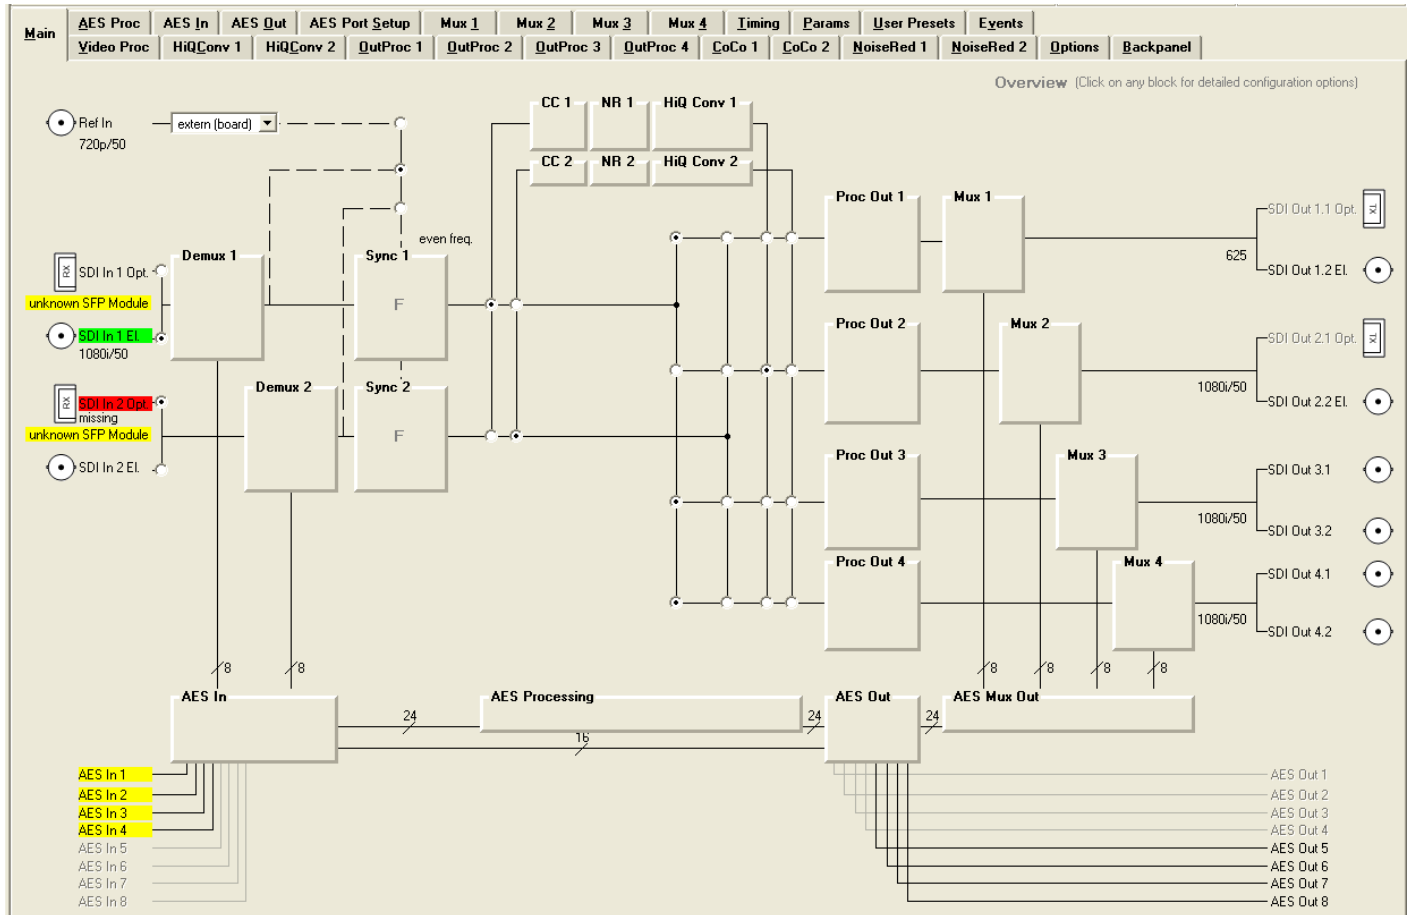 Main
AES Proc
AES In
AES Out
AES Port Setup
Mux 1
Mux 2
Mux 3
Mux 4
Timing
Params
User Presets
Events
Video Proc
HiQConv 1
HiQConv 2
OutProc 1
OutProc 2
OutProc 3
OutProc 4
CoCo 1
CoCo 2
NoiseRed 1
NoiseRed 2
Options
Backpanel
Overview (Click on any block for detailed configuration options)
Ref In
extern (board)
720p/50
CC 1
NR 1
HiQ Conv 1
CC 2
NR 2
HiQ Conv 2
Proc Out 1
Mux 1
SDI Out 1.1 Opt.
TX
even freq.
625
RX
SDI In 1 Opt.
Demux 1
Sync 1
F
SDI Out 1.2 El.
unknown SFP Module
SDI In 1 El.
1080i/50
Proc Out 2
Mux 2
SDI Out 2.1 Opt.
TX
1080i/50
SDI Out 2.2 El.
RX
SDI In 2 Opt.
missing
Demux 2
Sync 2
F
unknown SFP Module
SDI In 2 El.
Proc Out 3
Mux 3
SDI Out 3.1
1080i/50
SDI Out 3.2
Proc Out 4
Mux 4
SDI Out 4.1
1080i/50
SDI Out 4.2
8
8
8
8
8
8
AES In
AES Processing
AES Out
AES Mux Out
24
24
24
16
AES In 1
AES In 2
AES In 3
AES In 4
AES In 5
AES In 6
AES In 7
AES In 8
AES Out 1
AES Out 2
AES Out 3
AES Out 4
AES Out 5
AES Out 6
AES Out 7
AES Out 8